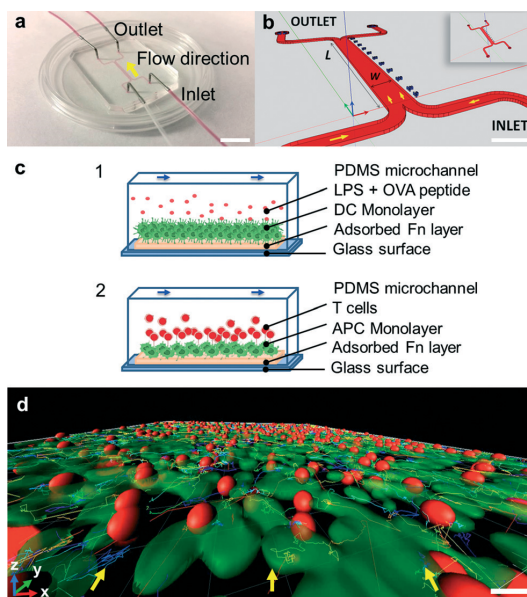 a
Outlet
Flow direction
Inlet
b
OUTLET
L
W
INLET
c
1
PDMS microchannel
LPS + OVA peptide
DC Monolayer
Adsorbed Fn layer
Glass surface
2
PDMS microchannel
T cells
APC Monolayer
Adsorbed Fn layer
Glass surface
d
z
y
x